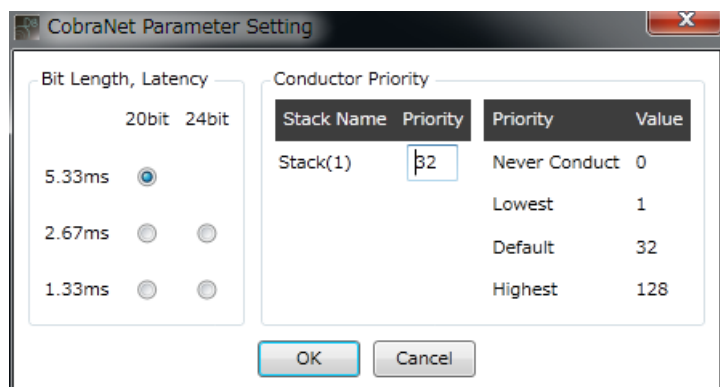 CobraNet Parameter Setting
Bit Length, Latency
20bit 24bit
5.33ms
2.67ms
1.33ms
Conductor Priority
Stack Name Priority
Stack(1) 32
Priority Value
Never Conduct 0
Lowest 1
Default 32
Highest 128
OK Cancel